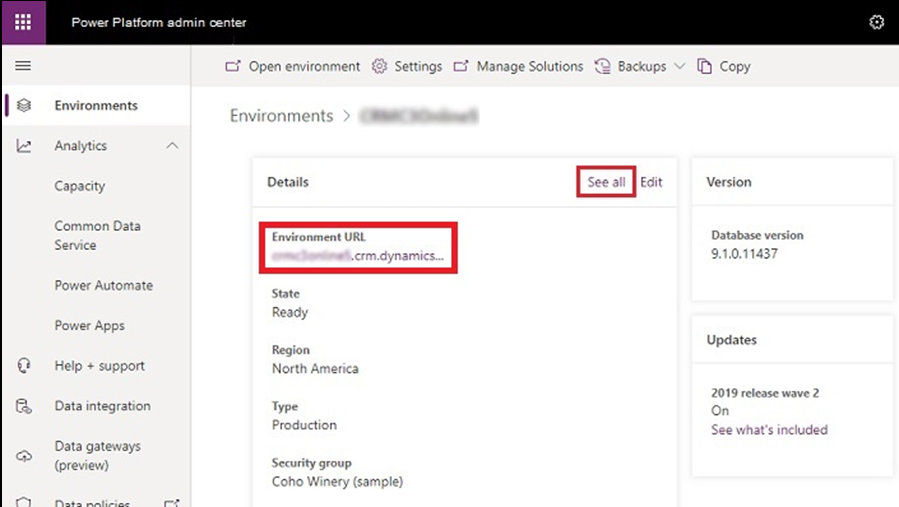 Power Platform admin center
Open environment
Settings
Manage Solutions
Backups
Copy
Environments
Analytics
Capacity
Common Data
Service
Power Automate
Power Apps
Help + support
Data integration
Data gateways
(preview)
Data policies
Environments >
Details
See all
Edit
Environment URL
.crm.dynamics...
State
Ready
Region
North America
Type
Production
Security group
Coho Winery (sample)
Version
Database version
9.1.0.11437
Updates
2019 release wave 2
On
See what's included